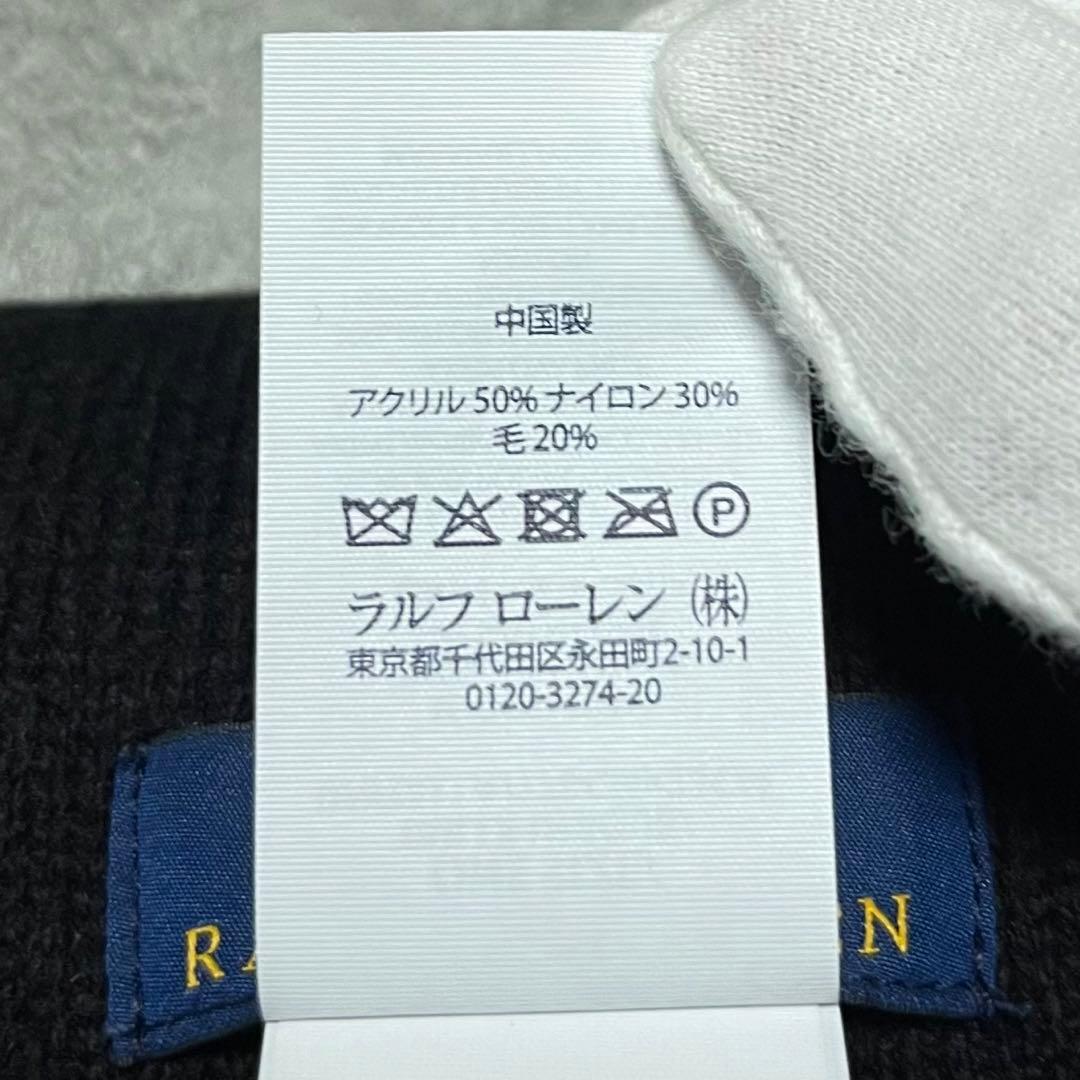 中国製
アクリル 50% ナイロン 30%
毛 20%
P
ラルフ ローレン (株)
東京都千代田区永田町2-10-1
0120-3274-20
RA EN